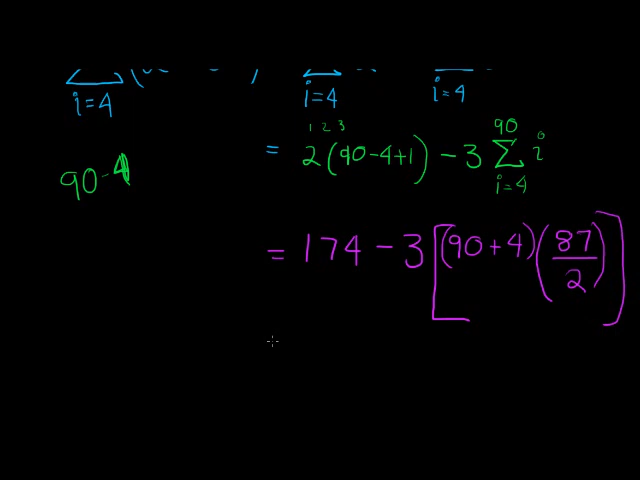 i=4 i=4 i=4
1 2 3 90
90-4 = 2(90-4+1) - 3 ∑ i
i=4
= 174 - 3[(90+4)(87/2)]